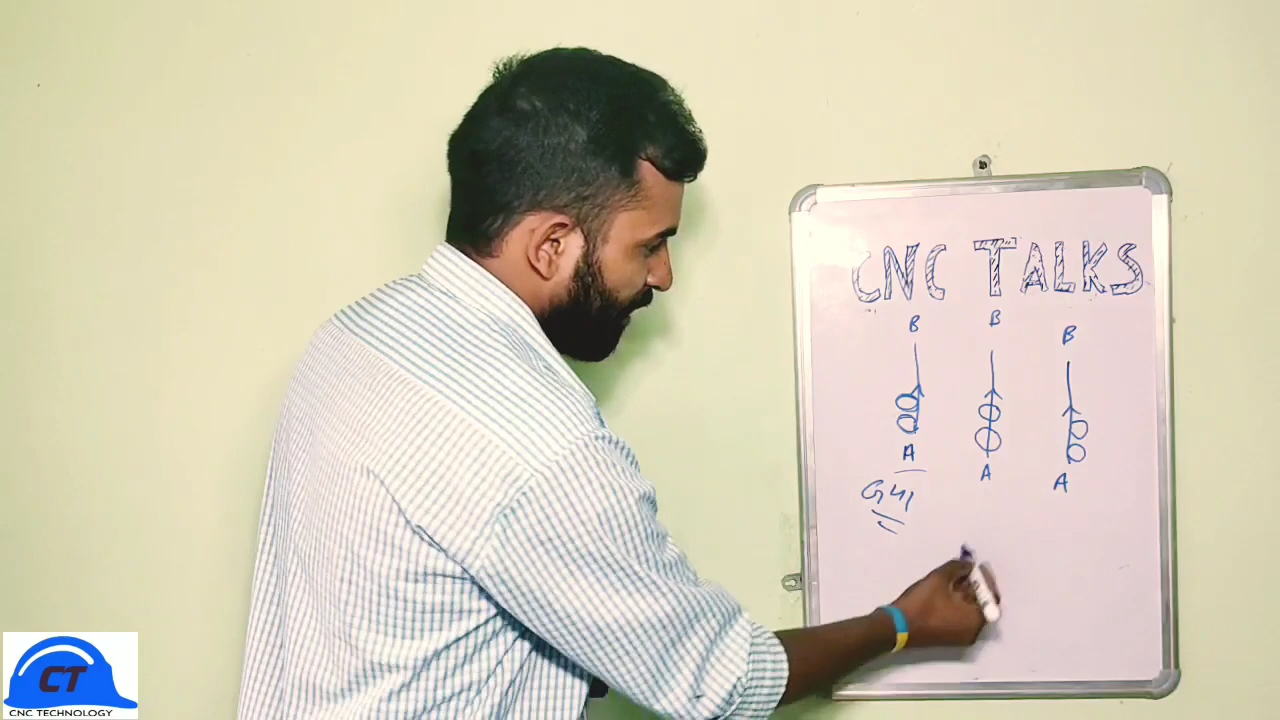 CNC TALKS
B B B
A A A
G41
CT
CNC TECHNOLOGY